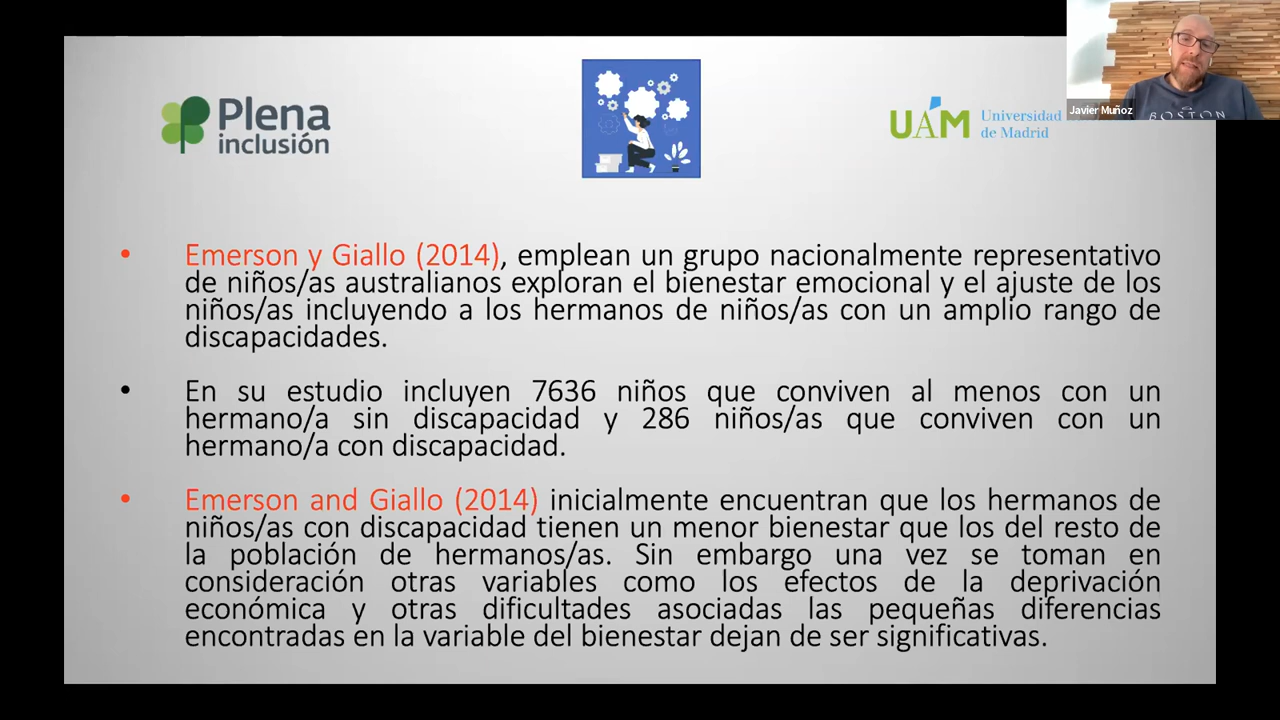 Plena
inclusión
UAM
Universidad
de Madrid
Javier Muñoz
BOSTON
• Emerson y Giallo (2014), emplean un grupo nacionalmente representativo
de niños/as australianos exploran el bienestar emocional y el ajuste de los
niños/as incluyendo a los hermanos de niños/as con un amplio rango de
discapacidades.
• En su estudio incluyen 7636 niños que conviven al menos con un
hermano/a sin discapacidad y 286 niños/as que conviven con un
hermano/a con discapacidad.
• Emerson and Giallo (2014) inicialmente encuentran que los hermanos de
niños/as con discapacidad tienen un menor bienestar que los del resto de
la población de hermanos/as. Sin embargo una vez se toman en
consideración otras variables como los efectos de la deprivación
económica y otras dificultades asociadas las pequeñas diferencias
encontradas en la variable del bienestar dejan de ser significativas.